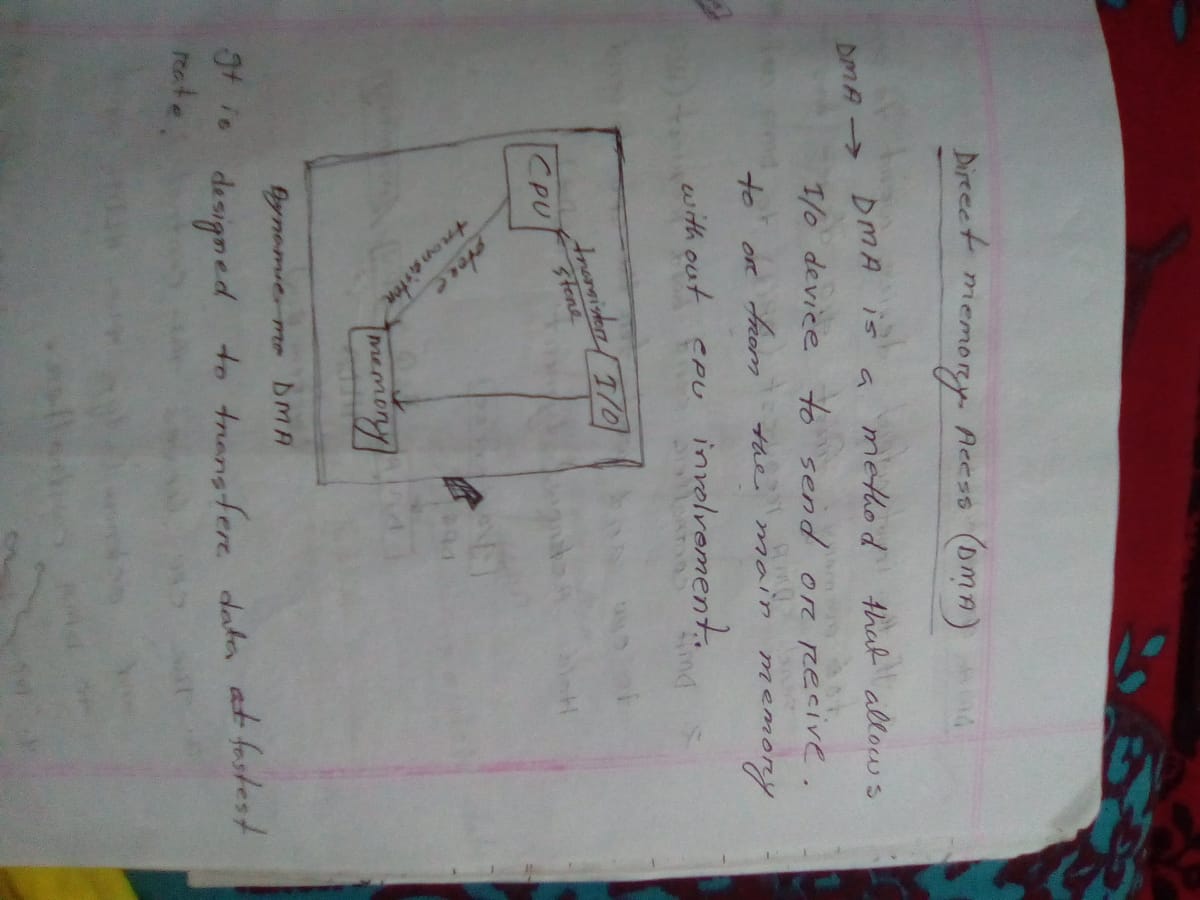 Direct memory Acess (DMA)
DMA → DMA is a method that allows
I/O device to send or recive.
to or from the main memory
with out CPU involvement.
I/O
transistor
store
CPU
store
transistor
memory
Dynamic mo DMA
It is designed to transfere data at fastest
rate.